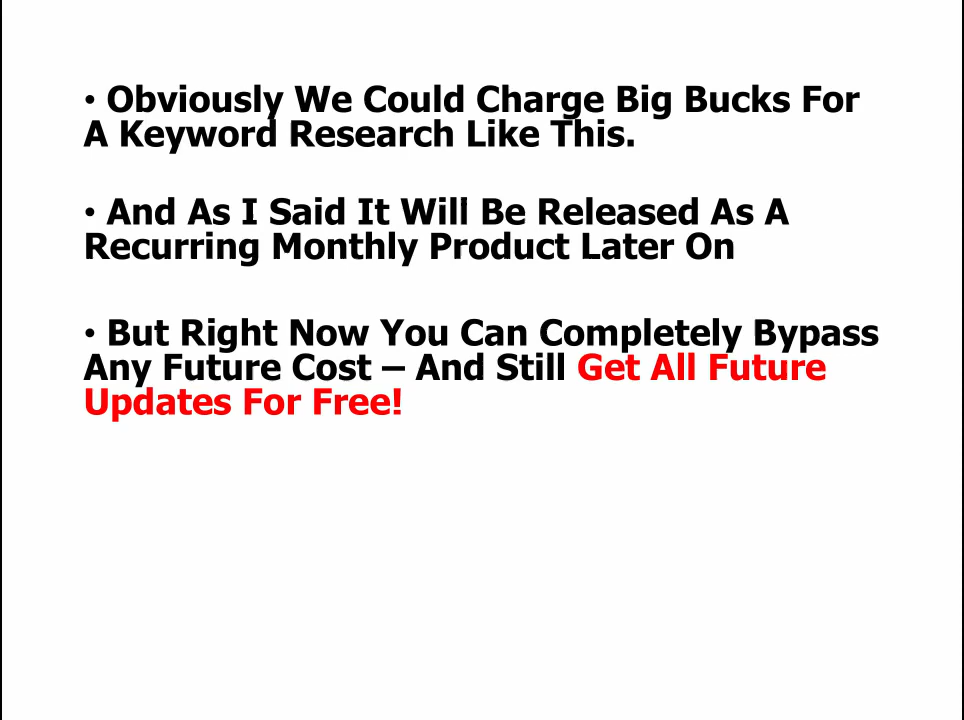 • Obviously We Could Charge Big Bucks For
A Keyword Research Like This.
• And As I Said It Will Be Released As A
Recurring Monthly Product Later On
• But Right Now You Can Completely Bypass
Any Future Cost – And Still Get All Future
Updates For Free!